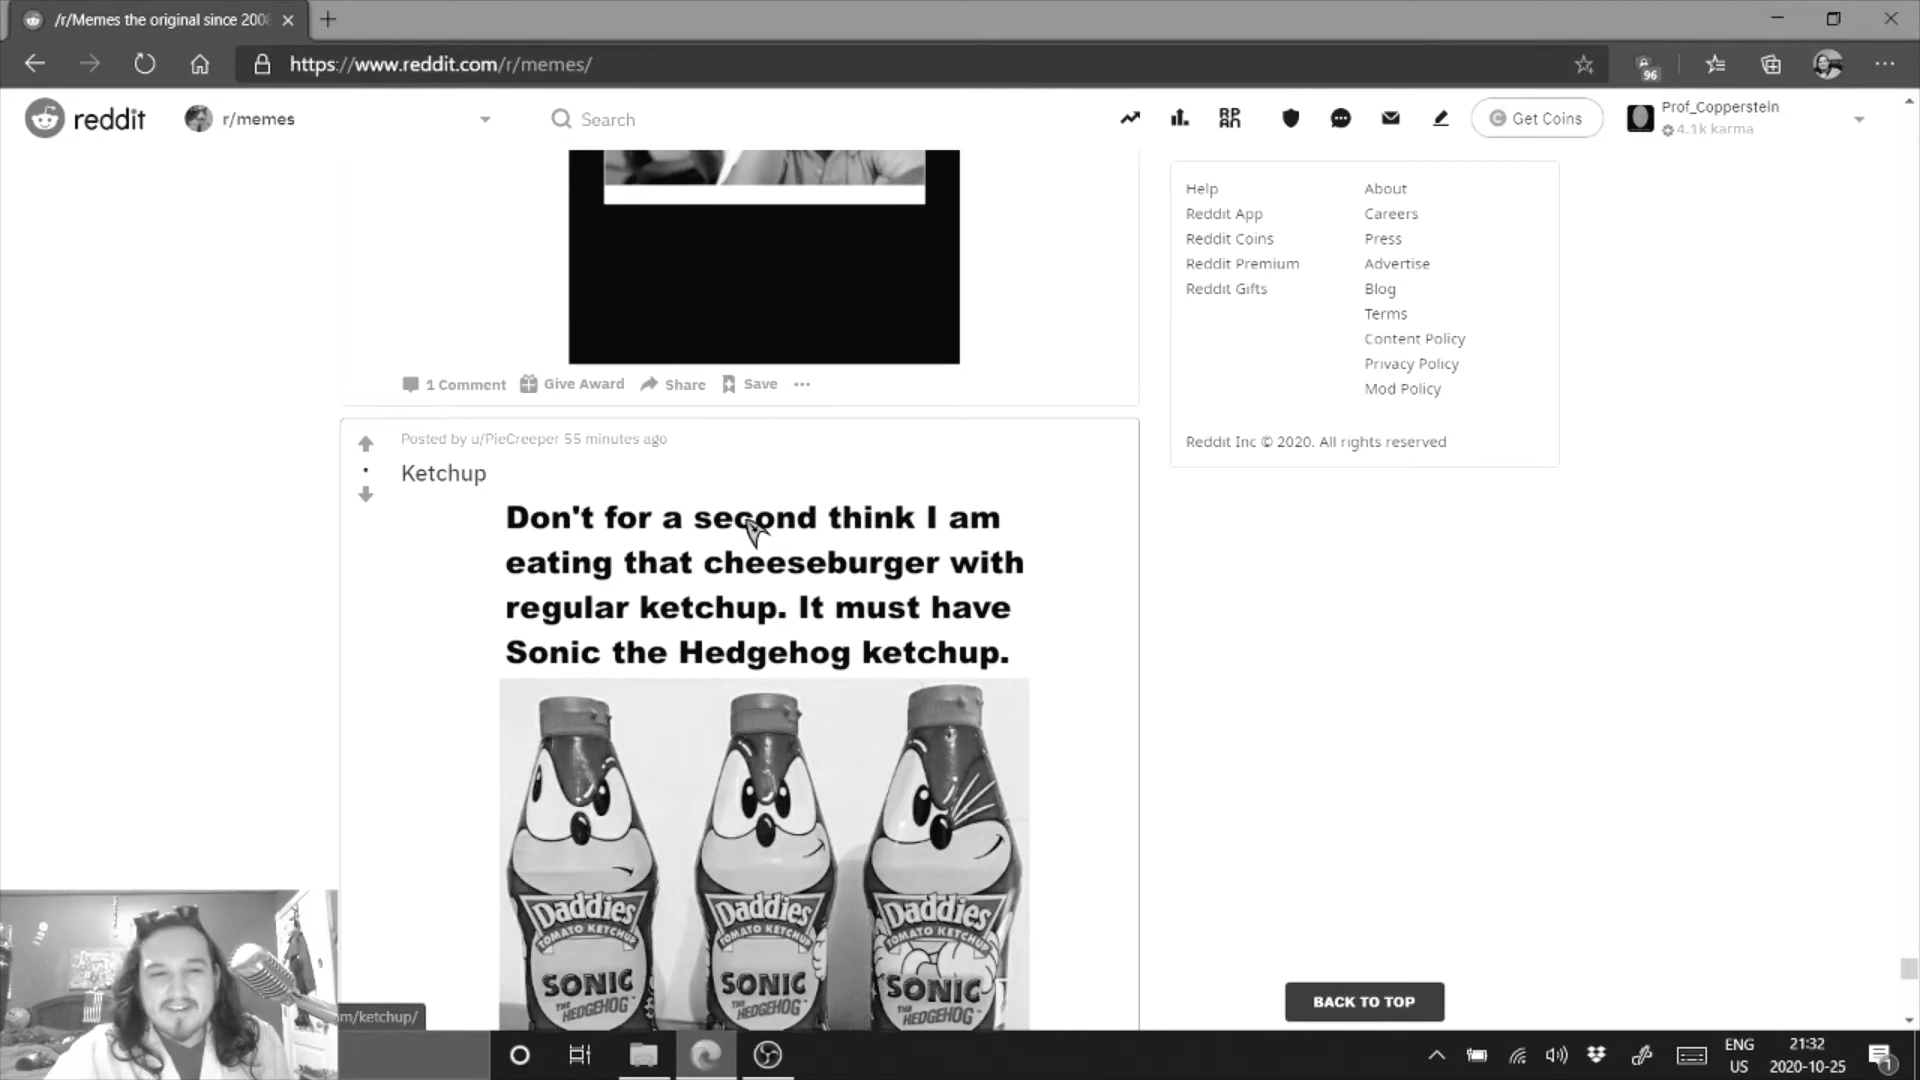 /r/Memes the original since 2008
https://www.reddit.com/r/memes/
96
reddit
r/memes
Search
Get Coins
Prof_Copperstein
4.1k karma
Help
About
Reddit App
Careers
Reddit Coins
Press
Reddit Premium
Advertise
Reddit Gifts
Blog
Terms
Content Policy
Privacy Policy
Mod Policy
Reddit Inc © 2020. All rights reserved
1 Comment
Give Award
Share
Save
Posted by u/PieCreeper 55 minutes ago
Ketchup
Don't for a second think I am
eating that cheeseburger with
regular ketchup. It must have
Sonic the Hedgehog ketchup.
Daddies
TOMATO KETCHUP
SONIC
THE HEDGEHOG
Daddies
TOMATO KETCHUP
SONIC
THE HEDGEHOG
Daddies
TOMATO KETCHUP
SONIC
THE HEDGEHOG
BACK TO TOP
m/ketchup/
ENG
US
21:32
2020-10-25
1